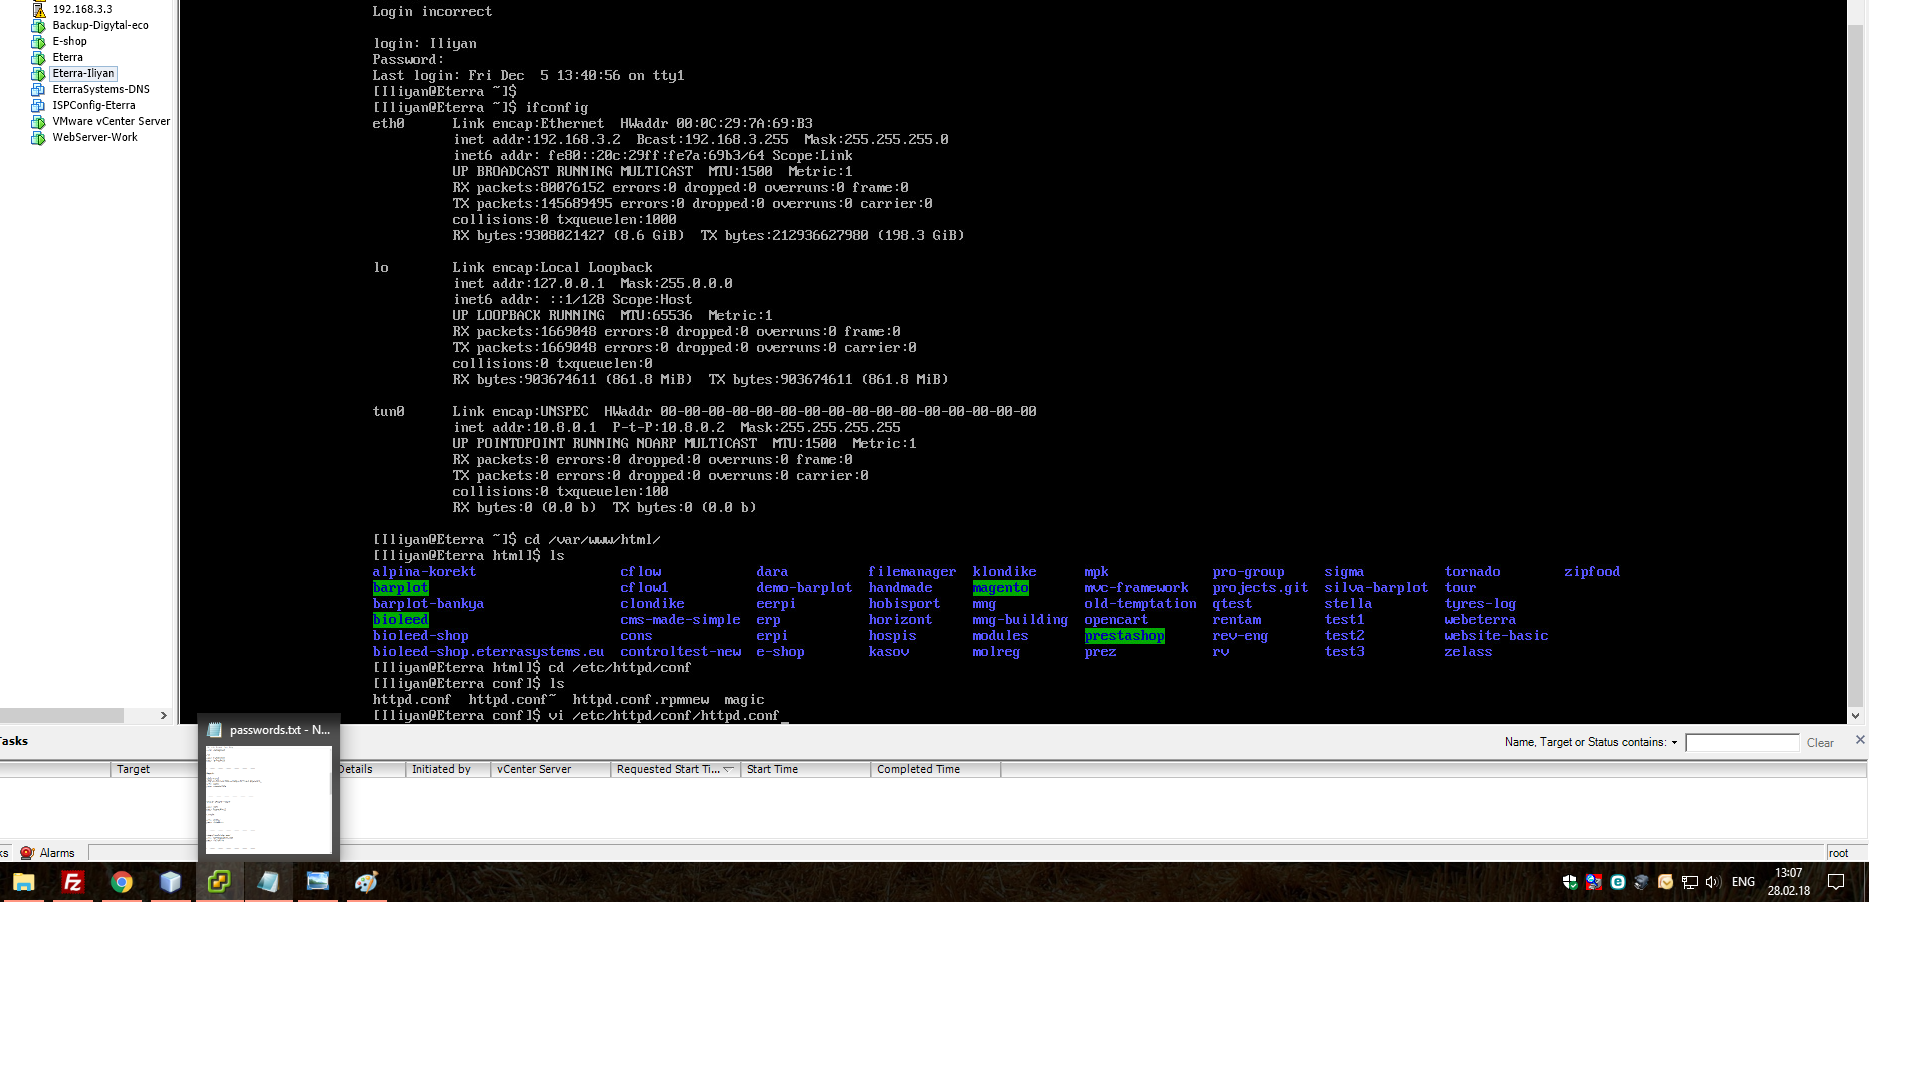 192.168.3.3
Backup-Digytal-eco
E-shop
Eterra
Eterra-Iliyan
EterraSystems-DNS
ISPConfig-Eterra
VMware vCenter Server
WebServer-Work
Login incorrect
login: Iliyan
Password:
Last login: Fri Dec  5 13:40:56 on tty1
[Iliyan@Eterra ~]$
[Iliyan@Eterra ~]$ ifconfig
eth0      Link encap:Ethernet  HWaddr 00:0C:29:7A:69:B3
inet addr:192.168.3.2  Bcast:192.168.3.255  Mask:255.255.255.0
inet6 addr: fe80::20c:29ff:fe7a:69b3/64 Scope:Link
UP BROADCAST RUNNING MULTICAST  MTU:1500  Metric:1
RX packets:80076152 errors:0 dropped:0 overruns:0 frame:0
TX packets:145689495 errors:0 dropped:0 overruns:0 carrier:0
collisions:0 txqueuelen:1000
RX bytes:9308021427 (8.6 GiB)  TX bytes:212936627980 (198.3 GiB)
lo        Link encap:Local Loopback
inet addr:127.0.0.1  Mask:255.0.0.0
inet6 addr: ::1/128 Scope:Host
UP LOOPBACK RUNNING  MTU:65536  Metric:1
RX packets:1669048 errors:0 dropped:0 overruns:0 frame:0
TX packets:1669048 errors:0 dropped:0 overruns:0 carrier:0
collisions:0 txqueuelen:0
RX bytes:903674611 (861.8 MiB)  TX bytes:903674611 (861.8 MiB)
tun0      Link encap:UNSPEC  HWaddr 00-00-00-00-00-00-00-00-00-00-00-00-00-00-00-00
inet addr:10.8.0.1  P-t-P:10.8.0.2  Mask:255.255.255.255
UP POINTOPOINT RUNNING NOARP MULTICAST  MTU:1500  Metric:1
RX packets:0 errors:0 dropped:0 overruns:0 frame:0
TX packets:0 errors:0 dropped:0 overruns:0 carrier:0
collisions:0 txqueuelen:100
RX bytes:0 (0.0 b)  TX bytes:0 (0.0 b)
[Iliyan@Eterra ~]$ cd /var/www/html/
[Iliyan@Eterra html]$ ls
alpina-korekt cflow dara filemanager klondike mpk pro-group sigma tornado zipfood
barplot cflow1 demo-barplot handmade magento mvc-framework projects.git silva-barplot tour
barplot-bankya clondike eerpi hobisport mng old-temptation qtest stella tyres-log
bioleed cms-made-simple erp horizont mng-building opencart rentam test1 webeterra
bioleed-shop cons erpi hospis modules prestashop rev-eng test2 website-basic
bioleed-shop.eterrasystems.eu controltest-new e-shop kasov molreg prez rv test3 zelass
[Iliyan@Eterra html]$ cd /etc/httpd/conf
[Iliyan@Eterra conf]$ ls
httpd.conf  httpd.conf~  httpd.conf.rpmnew  magic
[Iliyan@Eterra conf]$ vi /etc/httpd/conf/httpd.conf_
passwords.txt - N...
Tasks
Name, Target or Status contains:
Clear
Target Details Initiated by vCenter Server Requested Start Ti... Start Time Completed Time
ks Alarms
root
ENG
13:07
28.02.18